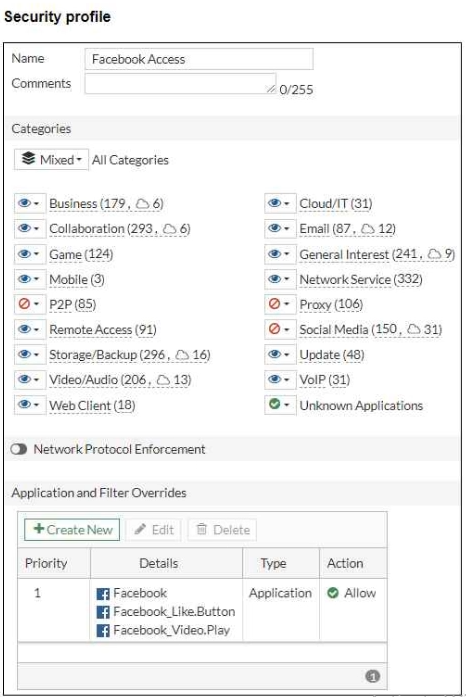 Security profile
Name Facebook Access
Comments 0/255
Categories
Mixed All Categories
Business (179, 6) Cloud/IT (31)
Collaboration (293, 6) Email (87, 12)
Game (124) General Interest (241, 9)
Mobile (3) Network Service (332)
P2P (85) Proxy (106)
Remote Access (91) Social Media (150, 31)
Storage/Backup (296, 16) Update (48)
Video/Audio (206, 13) VoIP (31)
Web Client (18) Unknown Applications
Network Protocol Enforcement
Application and Filter Overrides
+Create New Edit Delete
Priority Details Type Action
1 Facebook Application Allow
Facebook_Like.Button
Facebook_Video.Play
1